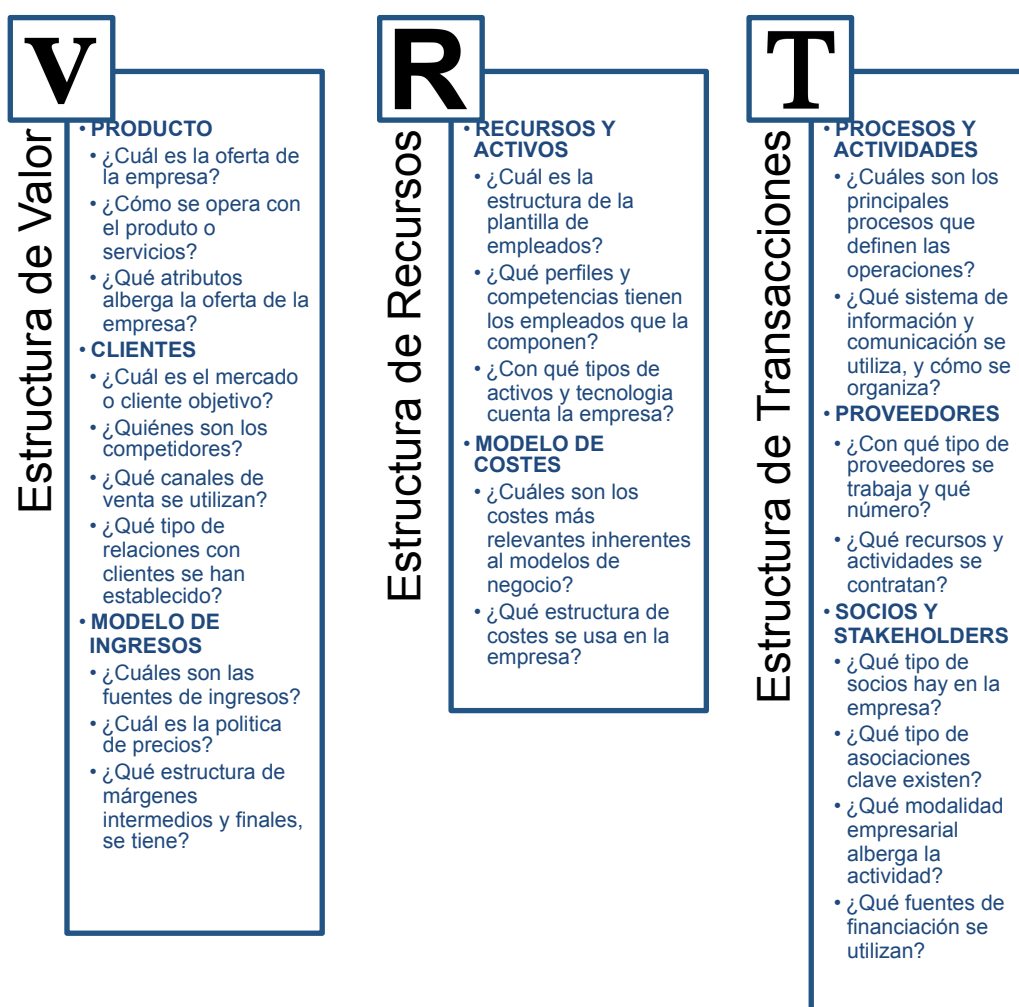 V
Estructura de Valor
• PRODUCTO
• ¿Cuál es la oferta de
la empresa?
• ¿Cómo se opera con
el produto o
servicios?
• ¿Qué atributos
alberga la oferta de la
empresa?
• CLIENTES
• ¿Cuál es el mercado
o cliente objetivo?
• ¿Quiénes son los
competidores?
• ¿Qué canales de
venta se utilizan?
• ¿Qué tipo de
relaciones con
clientes se han
establecido?
• MODELO DE
INGRESOS
• ¿Cuáles son las
fuentes de ingresos?
• ¿Cuál es la politica
de precios?
• ¿Qué estructura de
márgenes
intermedios y finales,
se tiene?
R
Estructura de Recursos
• RECURSOS Y
ACTIVOS
• ¿Cuál es la
estructura de la
plantilla de
empleados?
• ¿Qué perfiles y
competencias tienen
los empleados que la
componen?
• ¿Con qué tipos de
activos y tecnologia
cuenta la empresa?
• MODELO DE
COSTES
• ¿Cuáles son los
costes más
relevantes inherentes
al modelos de
negocio?
• ¿Qué estructura de
costes se usa en la
empresa?
T
Estructura de Transacciones
• PROCESOS Y
ACTIVIDADES
• ¿Cuáles son los
principales
procesos que
definen las
operaciones?
• ¿Qué sistema de
información y
comunicación se
utiliza, y cómo se
organiza?
• PROVEEDORES
• ¿Con qué tipo de
proveedores se
trabaja y qué
número?
• ¿Qué recursos y
actividades se
contratan?
• SOCIOS Y
STAKEHOLDERS
• ¿Qué tipo de
socios hay en la
empresa?
• ¿Qué tipo de
asociaciones
clave existen?
• ¿Qué modalidad
empresarial
alberga la
actividad?
• ¿Qué fuentes de
financiación se
utilizan?